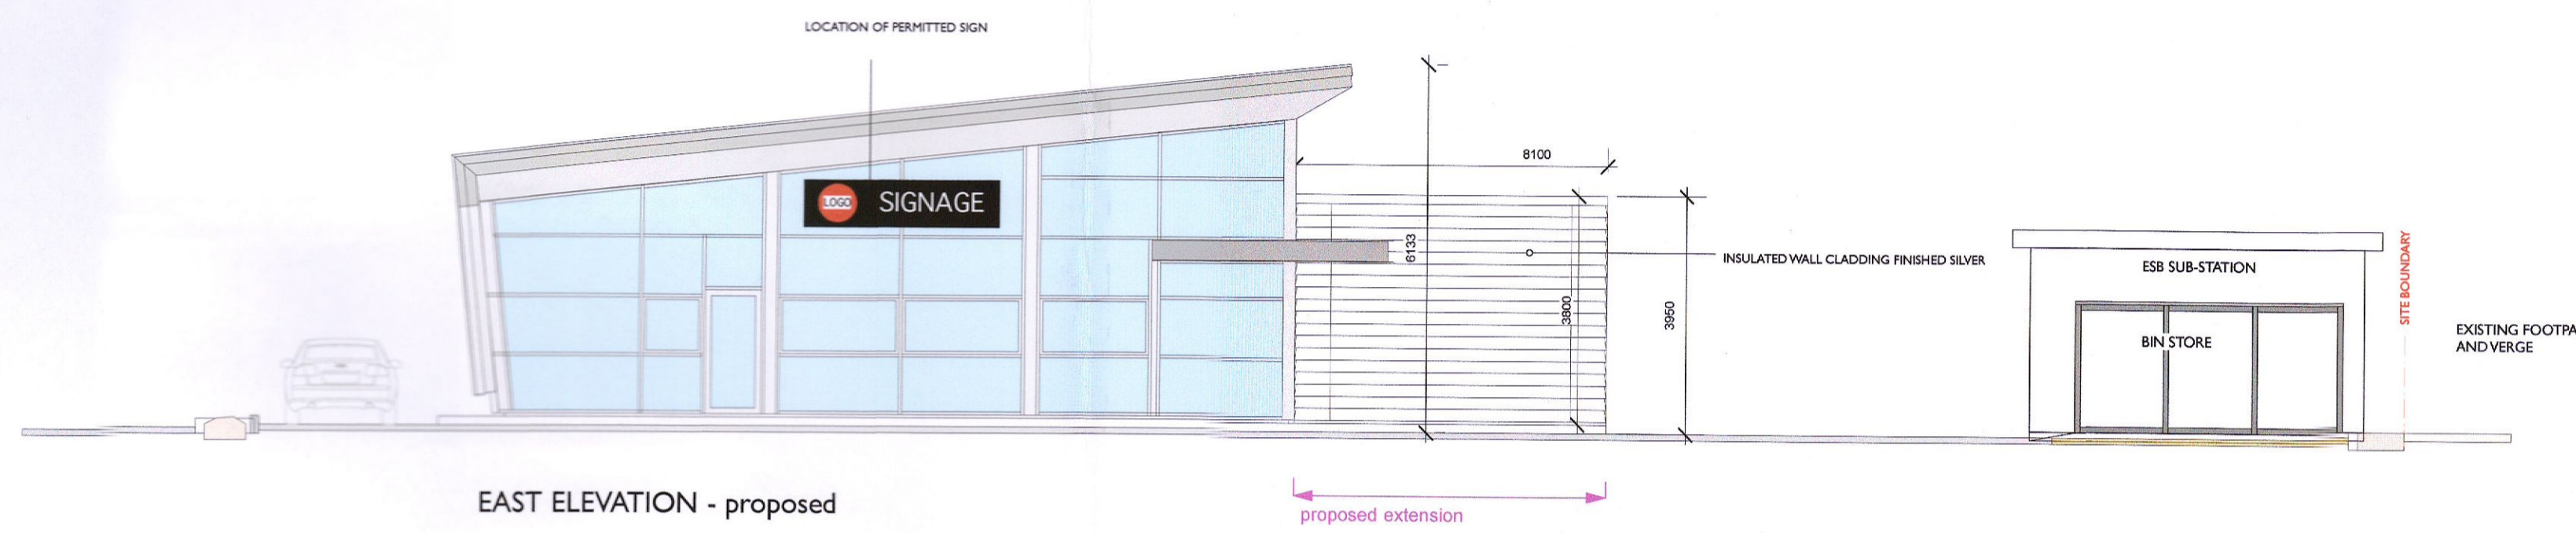 LOCATION OF PERMITTED SIGN
LOGO SIGNAGE
8100
6133
3800
3950
INSULATED WALL CLADDING FINISHED SILVER
ESB SUB-STATION
BIN STORE
SITE BOUNDARY
EXISTING FOOTPA
AND VERGE
EAST ELEVATION - proposed
proposed extension